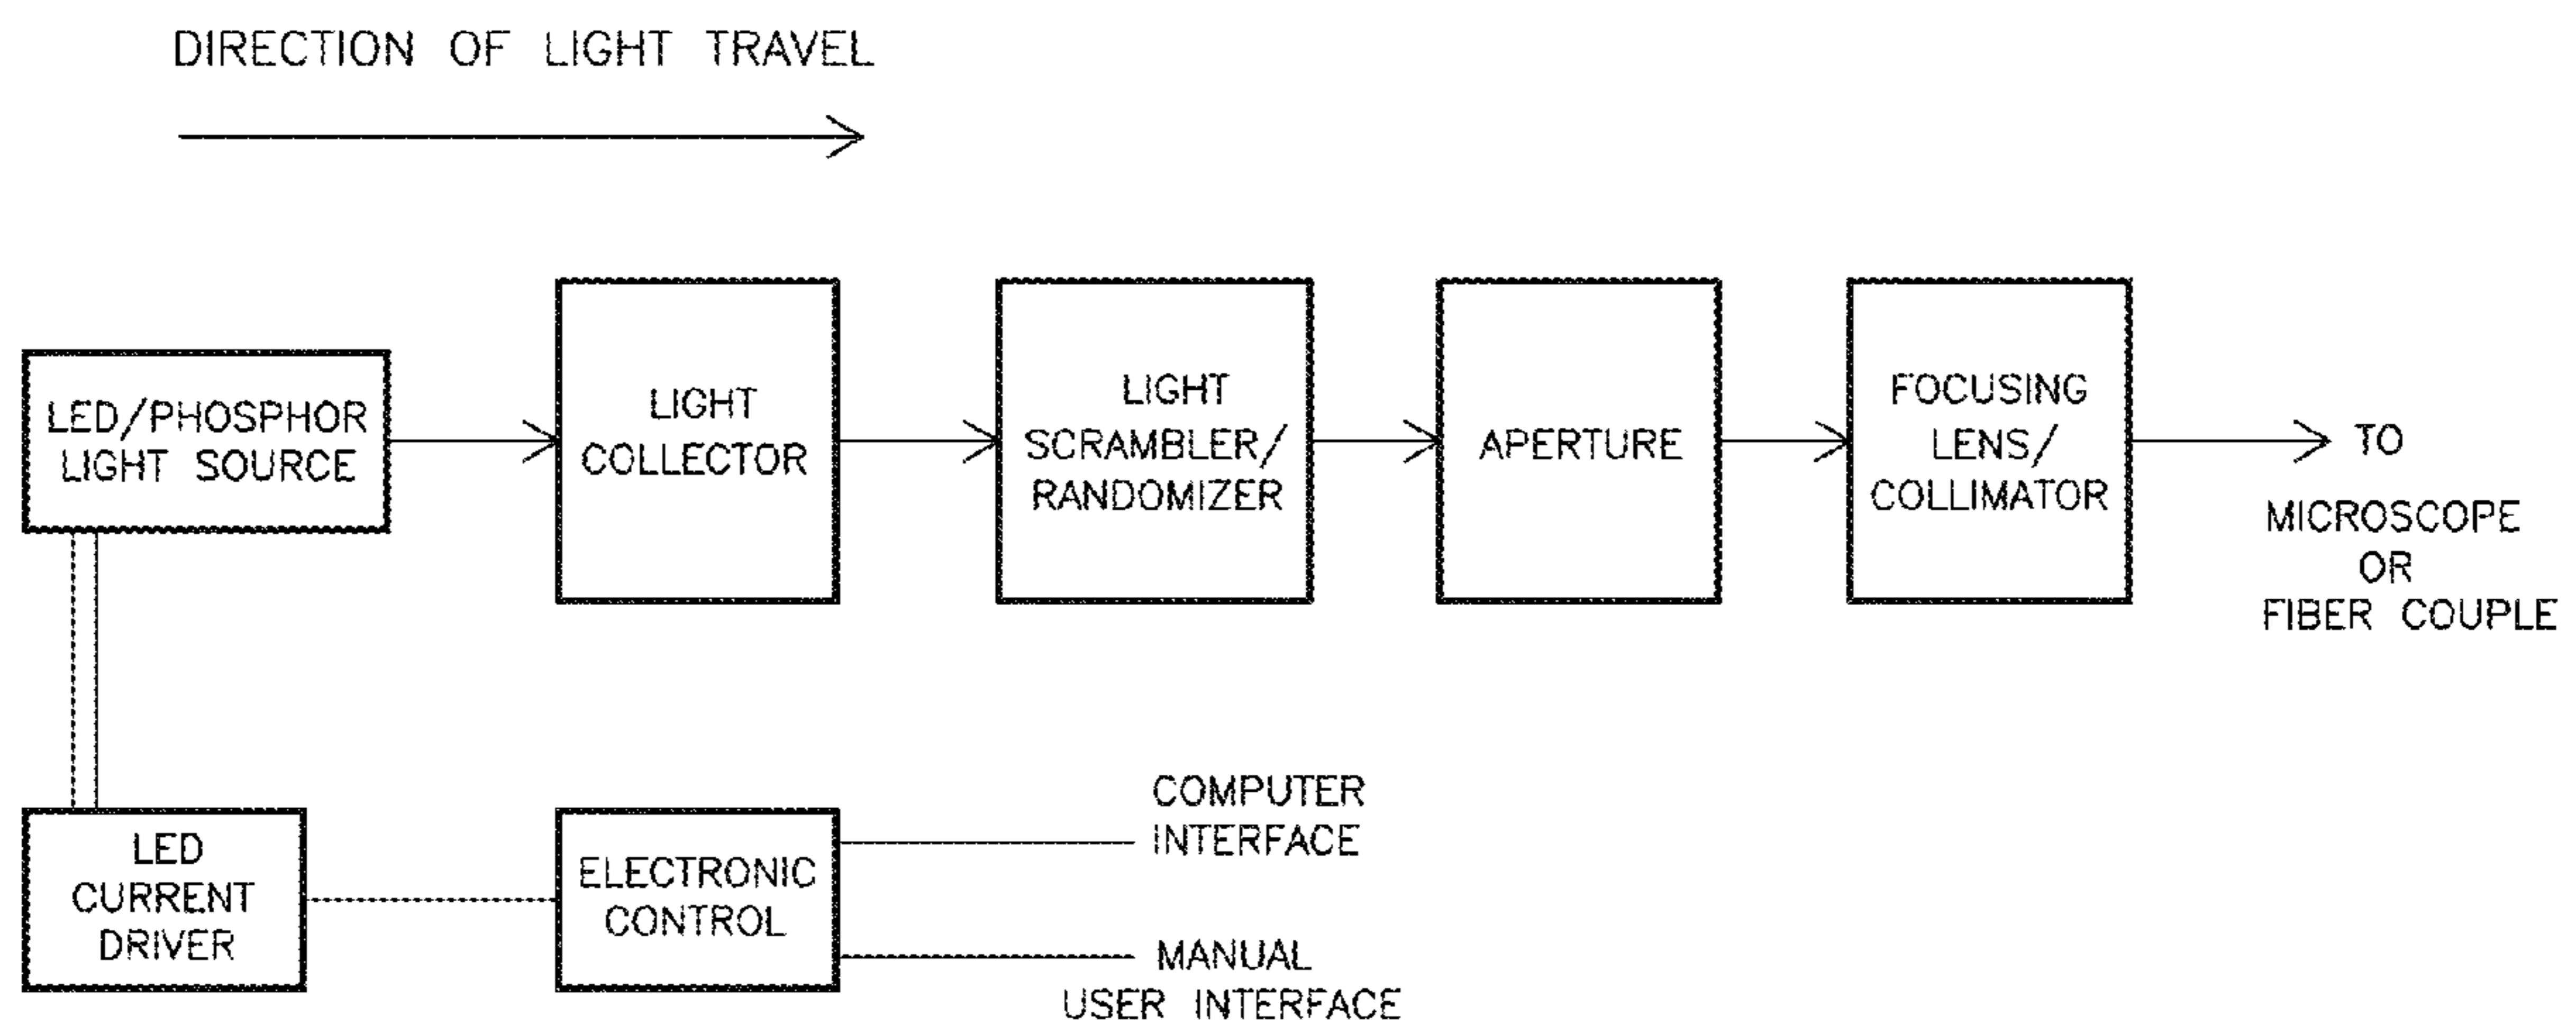 DIRECTION OF LIGHT TRAVEL
LED/PHOSPHOR
LIGHT SOURCE
LIGHT
COLLECTOR
LIGHT
SCRAMBLER/
RANDOMIZER
APERTURE
FOCUSING
LENS/
COLLIMATOR
TO
MICROSCOPE
OR
FIBER COUPLE
LED
CURRENT
DRIVER
ELECTRONIC
CONTROL
COMPUTER
INTERFACE
MANUAL
USER INTERFACE